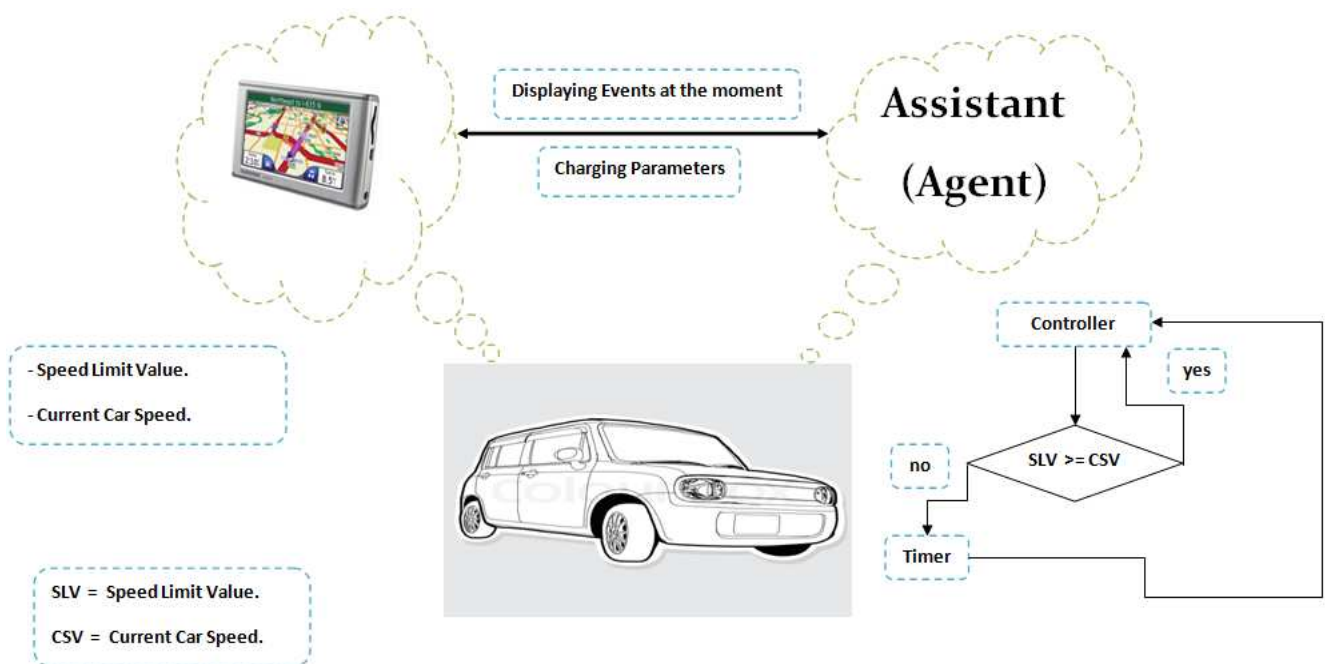 Displaying Events at the moment
Charging Parameters
Assistant
(Agent)
Controller
yes
SLV >= CSV
no
Timer
- Speed Limit Value.
- Current Car Speed.
SLV = Speed Limit Value.
CSV = Current Car Speed.